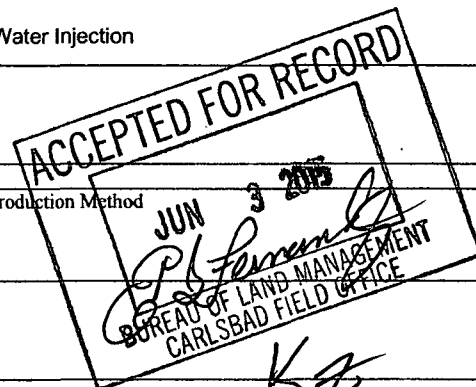 Water Injection
ACCEPTED FOR RECORD
roduction Method
JUN 3 2015
BUREAU OF LAND MANAGEMENT
CARLSBAD FIELD OFFICE